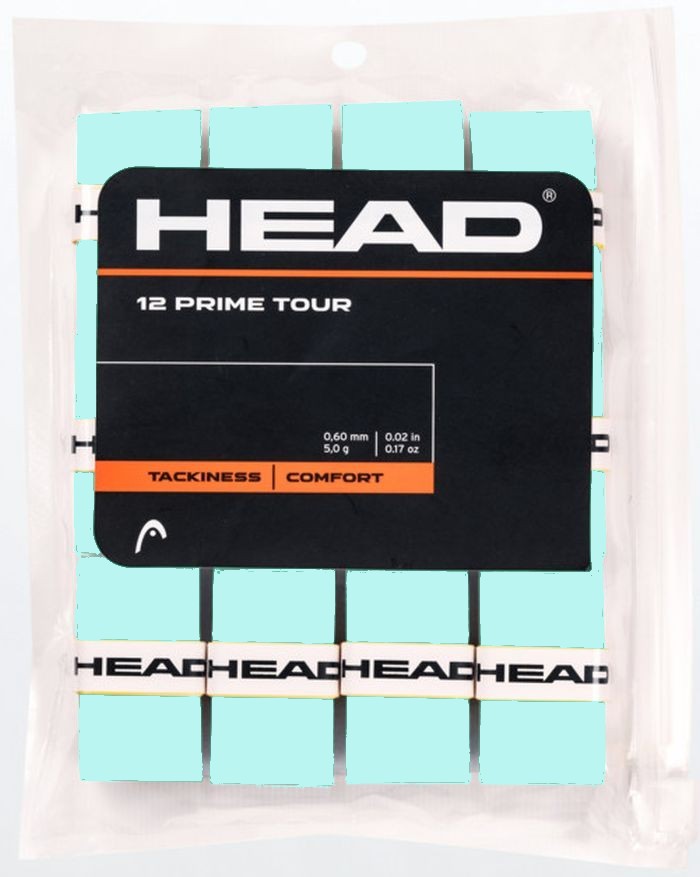 HEAD®
12 PRIME TOUR
0,60 mm | 0.02 in
5,0 g | 0.17 oz
TACKINESS | COMFORT
HEAD HEAD HEAD HEAD